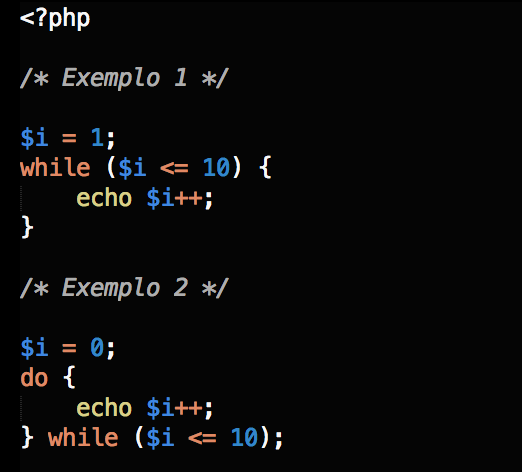 <?php
/* Exemplo 1 */
$i = 1;
while ($i <= 10) {
    echo $i++;
}
/* Exemplo 2 */
$i = 0;
do {
    echo $i++;
} while ($i <= 10);